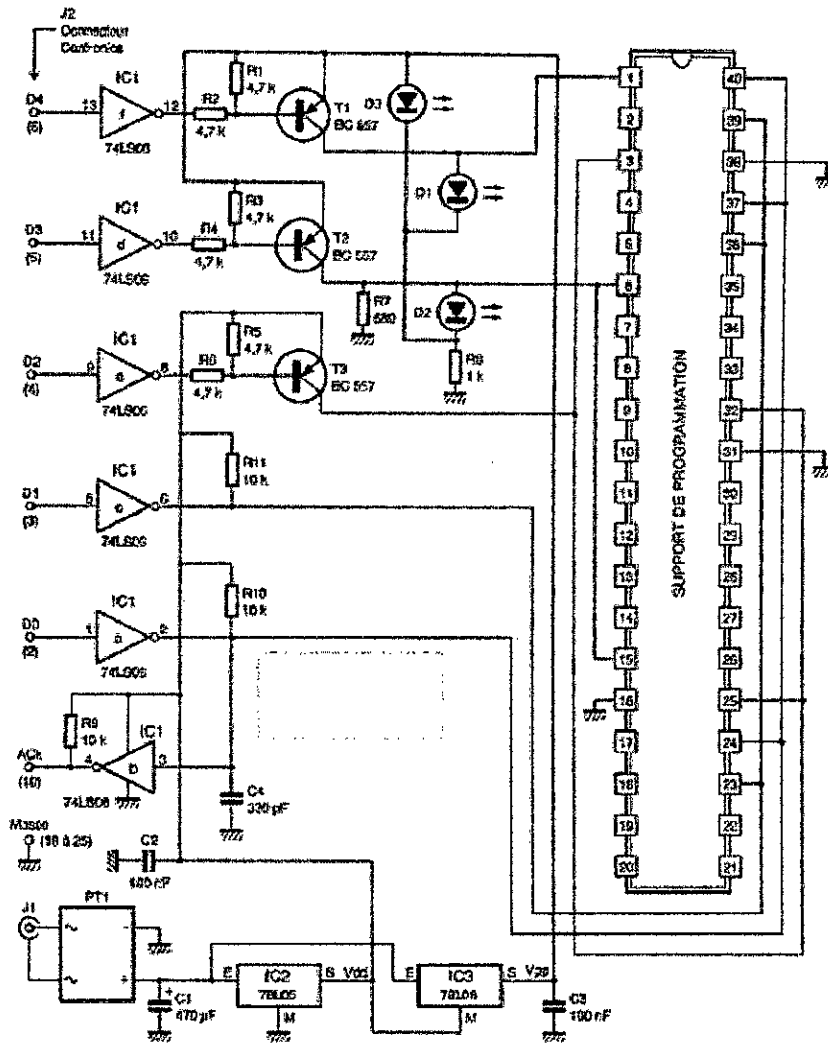 J2
Connecteur
Centronics
D4
(6)
13
IC1
f
12
74LS06
R2
4,7 k
R1
4,7 k
T1
BC 557
D3
D1
D3
(5)
11
IC1
d
10
74LS06
R4
4,7 k
R3
4,7 k
T2
BC 557
R7
680
D2
R8
1 k
D2
(4)
9
IC1
e
8
74LS06
R6
4,7 k
R5
4,7 k
T3
BC 557
D1
(3)
5
IC1
c
6
74LS06
R11
10 k
D0
(2)
1
IC1
a
2
74LS06
R10
10 k
R9
10 k
ACK
(10)
4
IC1
b
3
74LS06
C4
330 pF
Masse
(18 à 25)
C2
100 nF
J1
PT1
~
~
-
+
C1
+
470 µF
E
IC2
78L05
S
M
Vdd
E
IC3
78L08
S
M
Vpp
C3
100 nF
SUPPORT DE PROGRAMMATION
1
2
3
4
5
6
7
8
9
10
11
12
13
14
15
16
17
18
19
20
40
39
38
37
36
35
34
33
32
31
30
29
28
27
26
25
24
23
22
21